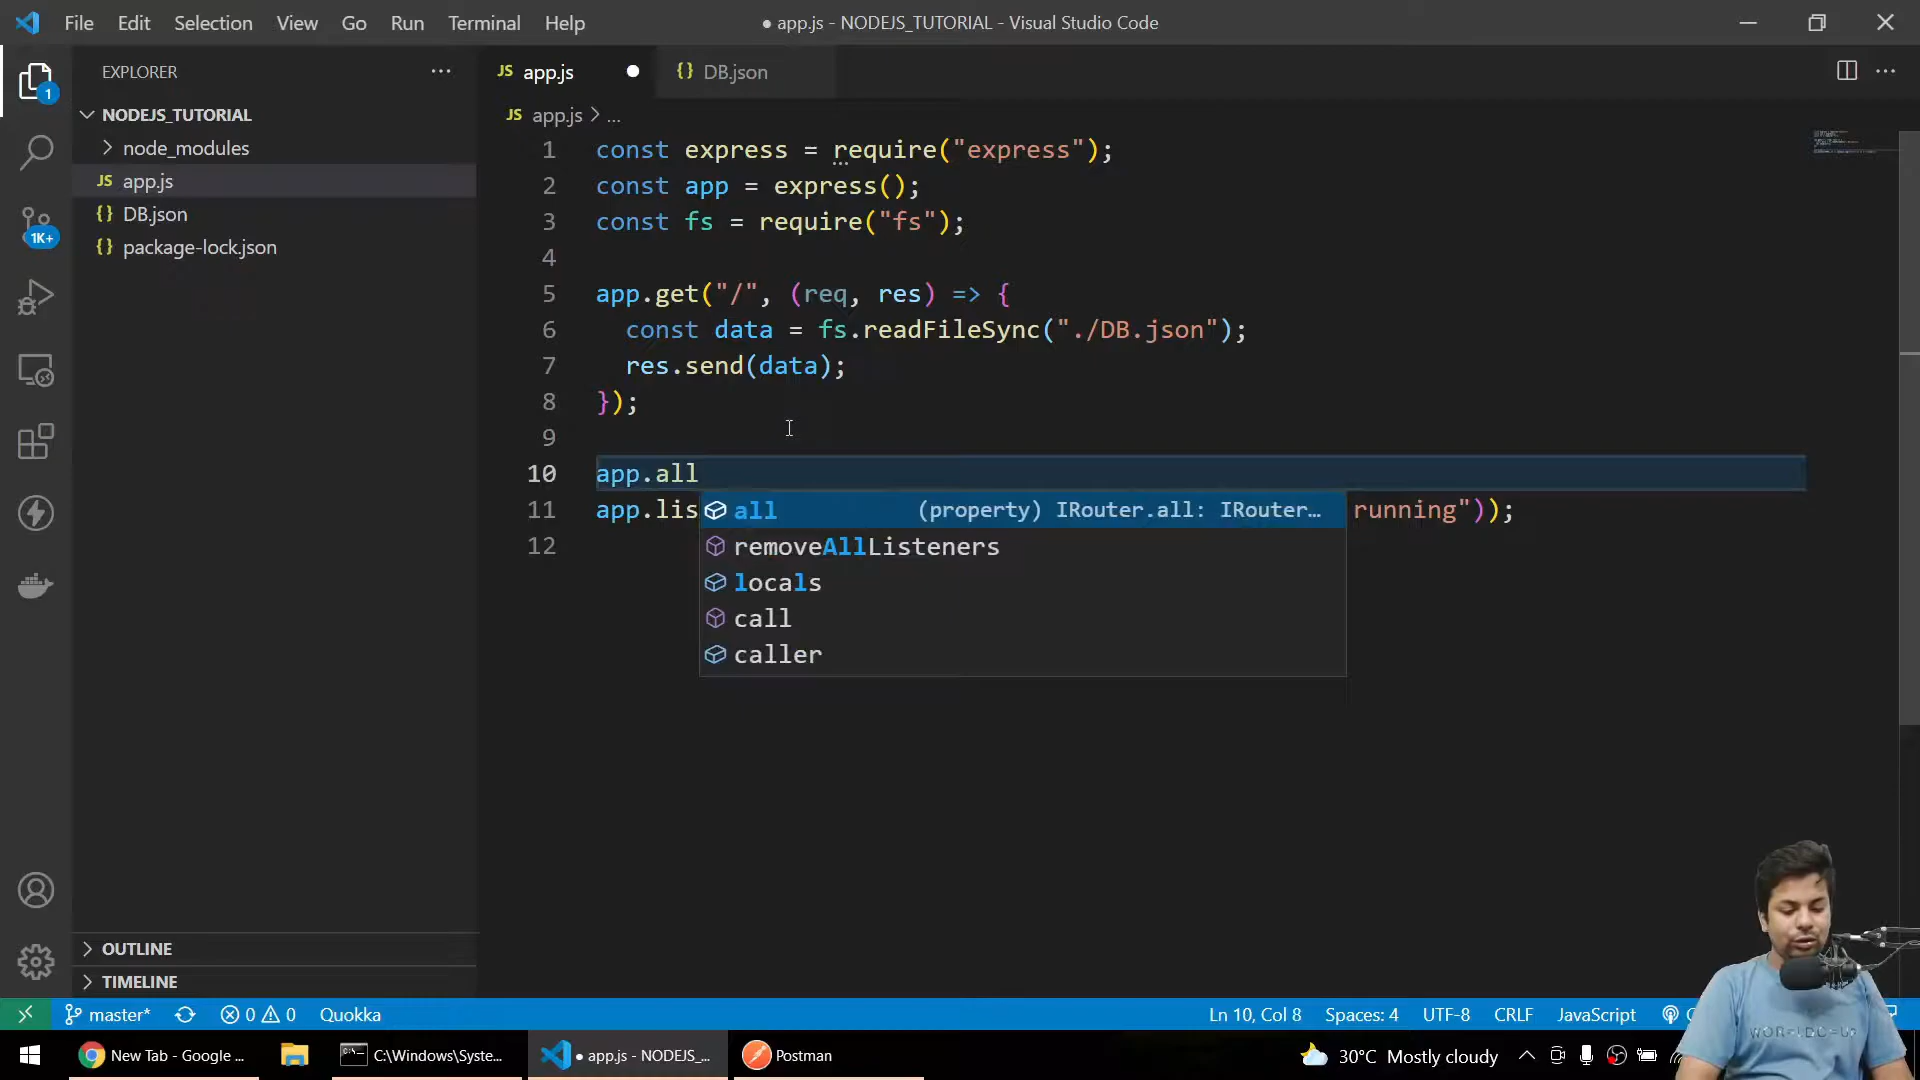 File Edit Selection View Go Run Terminal Help
● app.js - NODEJS_TUTORIAL - Visual Studio Code
EXPLORER
1
NODEJS_TUTORIAL
node_modules
JS app.js
{} DB.json
{} package-lock.json
1K+
OUTLINE
TIMELINE
JS app.js
{} DB.json
JS app.js > ...
1 const express = require("express");
2 const app = express();
3 const fs = require("fs");
4
5 app.get("/", (req, res) => {
6 const data = fs.readFileSync("./DB.json");
7 res.send(data);
8 });
9
10 app.all
11 app.lis running"));
12
all (property) IRouter.all: IRouter…
removeAllListeners
locals
call
caller
master* 0 0 Quokka
Ln 10, Col 8 Spaces: 4 UTF-8 CRLF JavaScript
New Tab - Google ...
C:\Windows\Syste...
● app.js - NODEJS_...
Postman
30°C Mostly cloudy